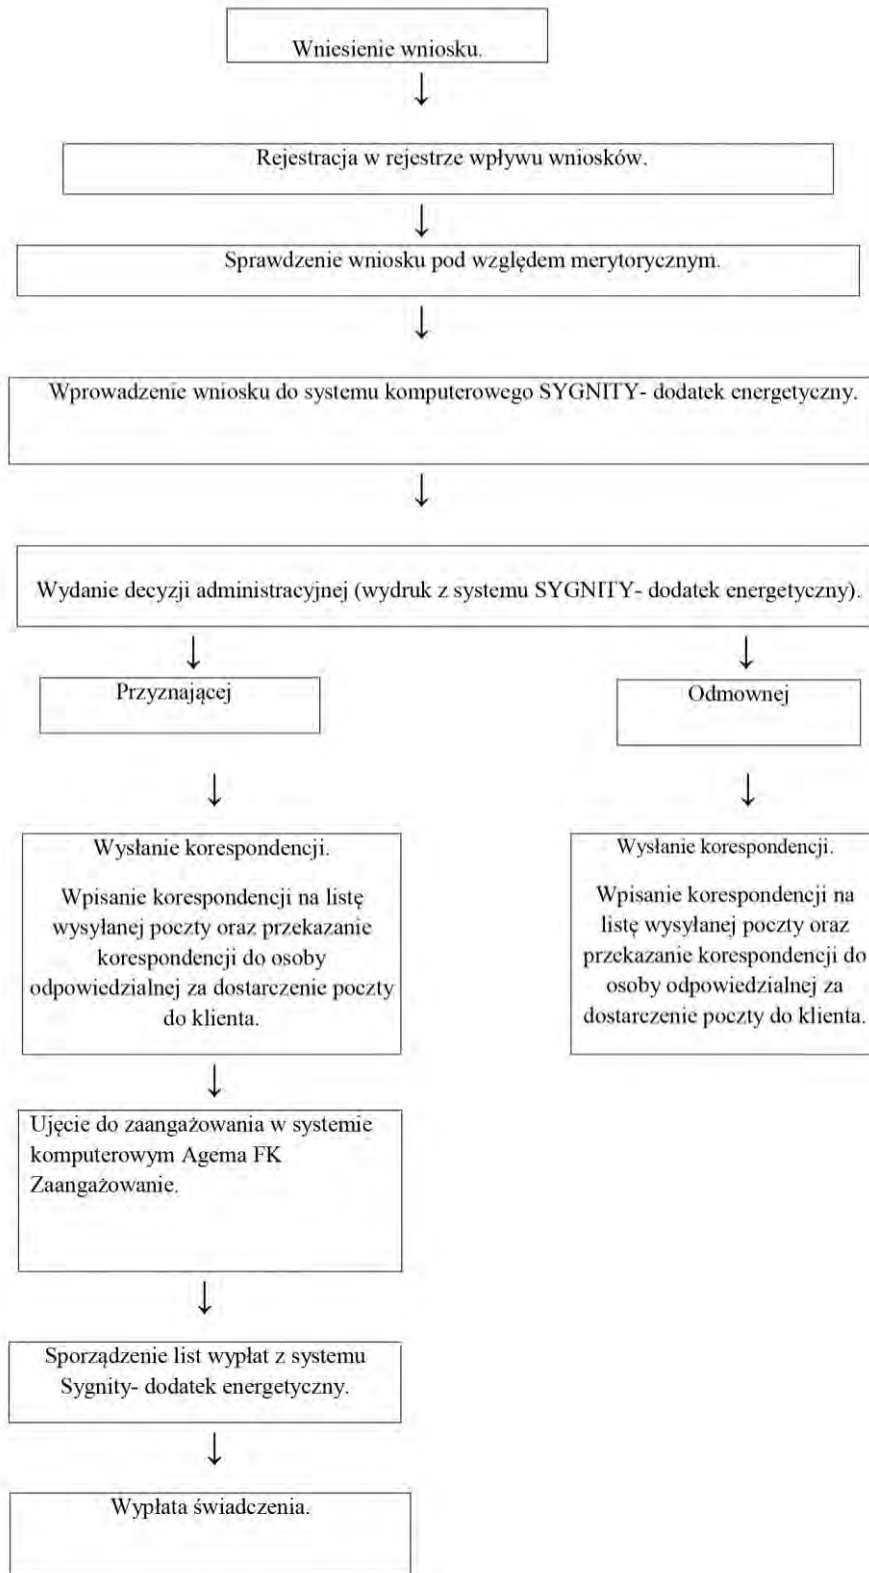 Wniesienie wniosku.
Rejestracja w rejestrze wpływu wniosków.
Sprawdzenie wniosku pod względem merytorycznym.
Wprowadzenie wniosku do systemu komputerowego SYGNITY- dodatek energetyczny.
Wydanie decyzji administracyjnej (wydruk z systemu SYGNITY- dodatek energetyczny).
Przyznającej
Odmownej
Wysłanie korespondencji.
Wpisanie korespondencji na listę
wysyłanej poczty oraz przekazanie
korespondencji do osoby
odpowiedzialnej za dostarczenie poczty
do klienta.
Wysłanie korespondencji.
Wpisanie korespondencji na
listę wysyłanej poczty oraz
przekazanie korespondencji do
osoby odpowiedzialnej za
dostarczenie poczty do klienta.
Ujęcie do zaangażowania w systemie
komputerowym Agema FK
Zaangażowanie.
Sporządzenie list wypłat z systemu
Sygnity- dodatek energetyczny.
Wypłata świadczenia.